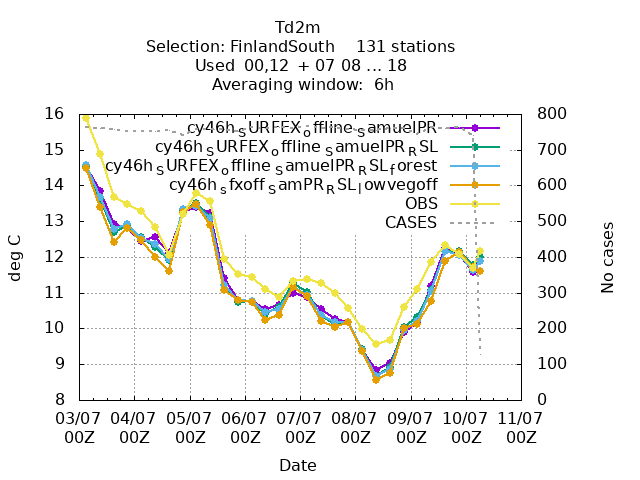 Td2m
Selection: FinlandSouth 131 stations
Used 00,12 + 07 08 ... 18
Averaging window: 6h
cy46h_SURFEX_offline_samuelPR
cy46h_SURFEX_offline_samuelPR_RSL
cy46h_SURFEX_offline_samuelPR_RSL_forest
cy46h_sfxoff_samPR_RSL_lowvegoff
OBS
CASES
deg C
16
15
14
13
12
11
10
9
8
No cases
800
700
600
500
400
300
200
100
0
03/07 04/07 05/07 06/07 07/07 08/07 09/07 10/07 11/07
00Z 00Z 00Z 00Z 00Z 00Z 00Z 00Z 00Z
Date